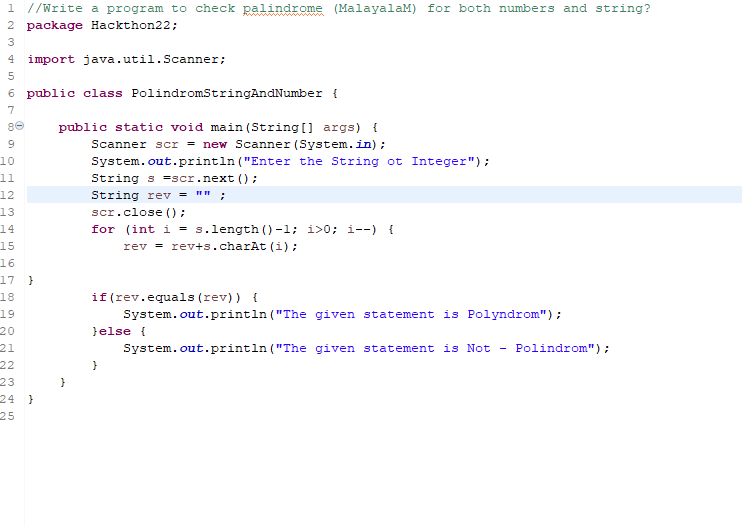 1 //Write a program to check palindrome (MalayalaM) for both numbers and string?
2 package Hackthon22;
3
4 import java.util.Scanner;
5
6 public class PolindromStringAndNumber {
7
8 public static void main(String[] args) {
9 Scanner scr = new Scanner(System.in);
10 System.out.println("Enter the String ot Integer");
11 String s =scr.next();
12 String rev = "" ;
13 scr.close();
14 for (int i = s.length()-1; i>0; i--) {
15 rev = rev+s.charAt(i);
16
17 }
18 if(rev.equals(rev)) {
19 System.out.println("The given statement is Polyndrom");
20 }else {
21 System.out.println("The given statement is Not - Polindrom");
22 }
23 }
24 }
25